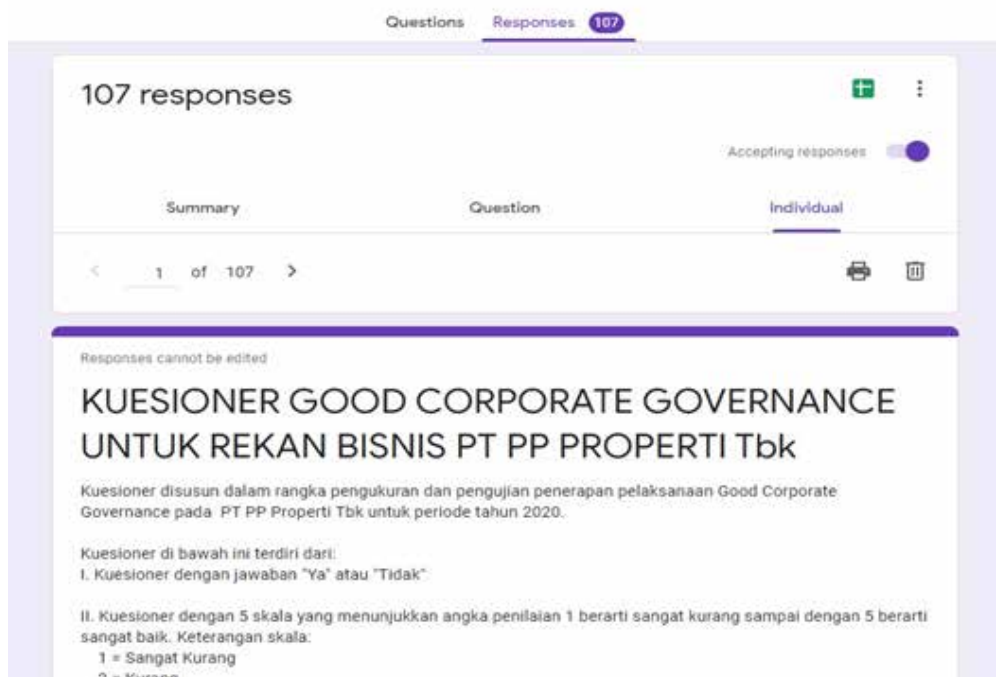 Questions Responses 107
107 responses
Accepting responses
Summary Question Individual
1 of 107
Responses cannot be edited
KUESIONER GOOD CORPORATE GOVERNANCE
UNTUK REKAN BISNIS PT PP PROPERTI Tbk
Kuesioner disusun dalam rangka pengukuran dan pengujian penerapan pelaksanaan Good Corporate
Governance pada PT PP Properti Tbk untuk periode tahun 2020.
Kuesioner di bawah ini terdiri dari:
I. Kuesioner dengan jawaban "Ya" atau "Tidak"
II. Kuesioner dengan 5 skala yang menunjukkan angka penilaian 1 berarti sangat kurang sampai dengan 5 berarti
sangat baik. Keterangan skala:
1 = Sangat Kurang
2 = Kurang